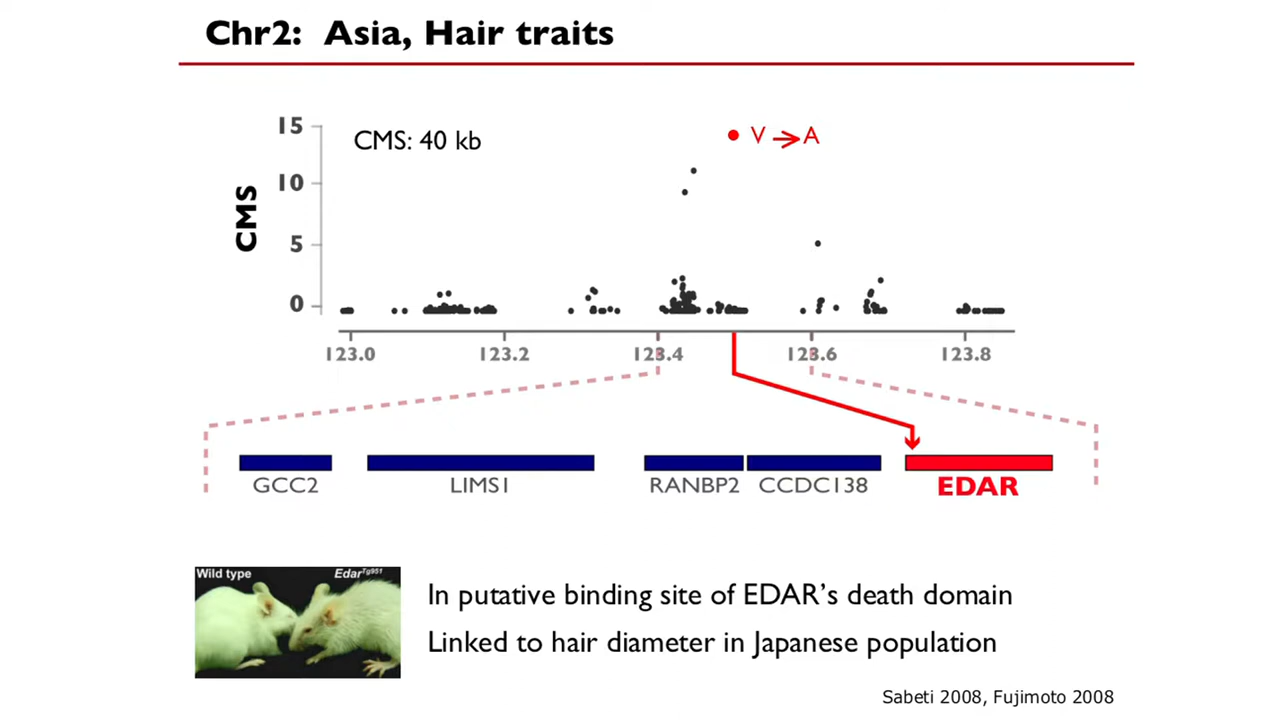 Chr2: Asia, Hair traits
15
CMS: 40 kb
V → A
10
CMS
5
0
123.0 123.2 123.4 123.6 123.8
GCC2 LIMS1 RANBP2 CCDC138 EDAR
Wild type Edar^Tg951
In putative binding site of EDAR's death domain
Linked to hair diameter in Japanese population
Sabeti 2008, Fujimoto 2008